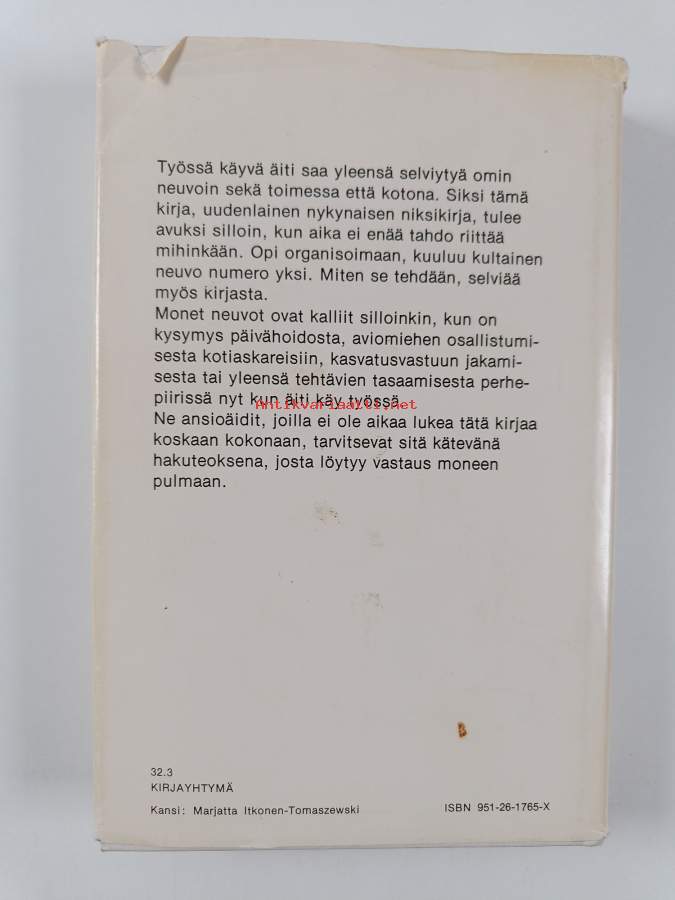 Työssä käyvä äiti saa yleensä selviytyä omin
neuvoin sekä toimessa että kotona. Siksi tämä
kirja, uudenlainen nykynaisen niksikirja, tulee
avuksi silloin, kun aika ei enää tahdo riittää
mihinkään. Opi organisoimaan, kuuluu kultainen
neuvo numero yksi. Miten se tehdään, selviää
myös kirjasta.
Monet neuvot ovat kalliit silloinkin, kun on
kysymys päivähoidosta, aviomiehen osallistumi-
sesta kotiaskareisiin, kasvatusvastuun jakami-
sesta tai yleensä tehtävien tasaamisesta perhe-
piirissä nyt kun äiti käy työssä.
Antikvariaatti.net
Ne ansioäidit, joilla ei ole aikaa lukea tätä kirjaa
koskaan kokonaan, tarvitsevat sitä kätevänä
hakuteoksena, josta löytyy vastaus moneen
pulmaan.
32.3
KIRJAYHTYMÄ
Kansi: Marjatta Itkonen-Tomaszewski
ISBN 951-26-1765-X